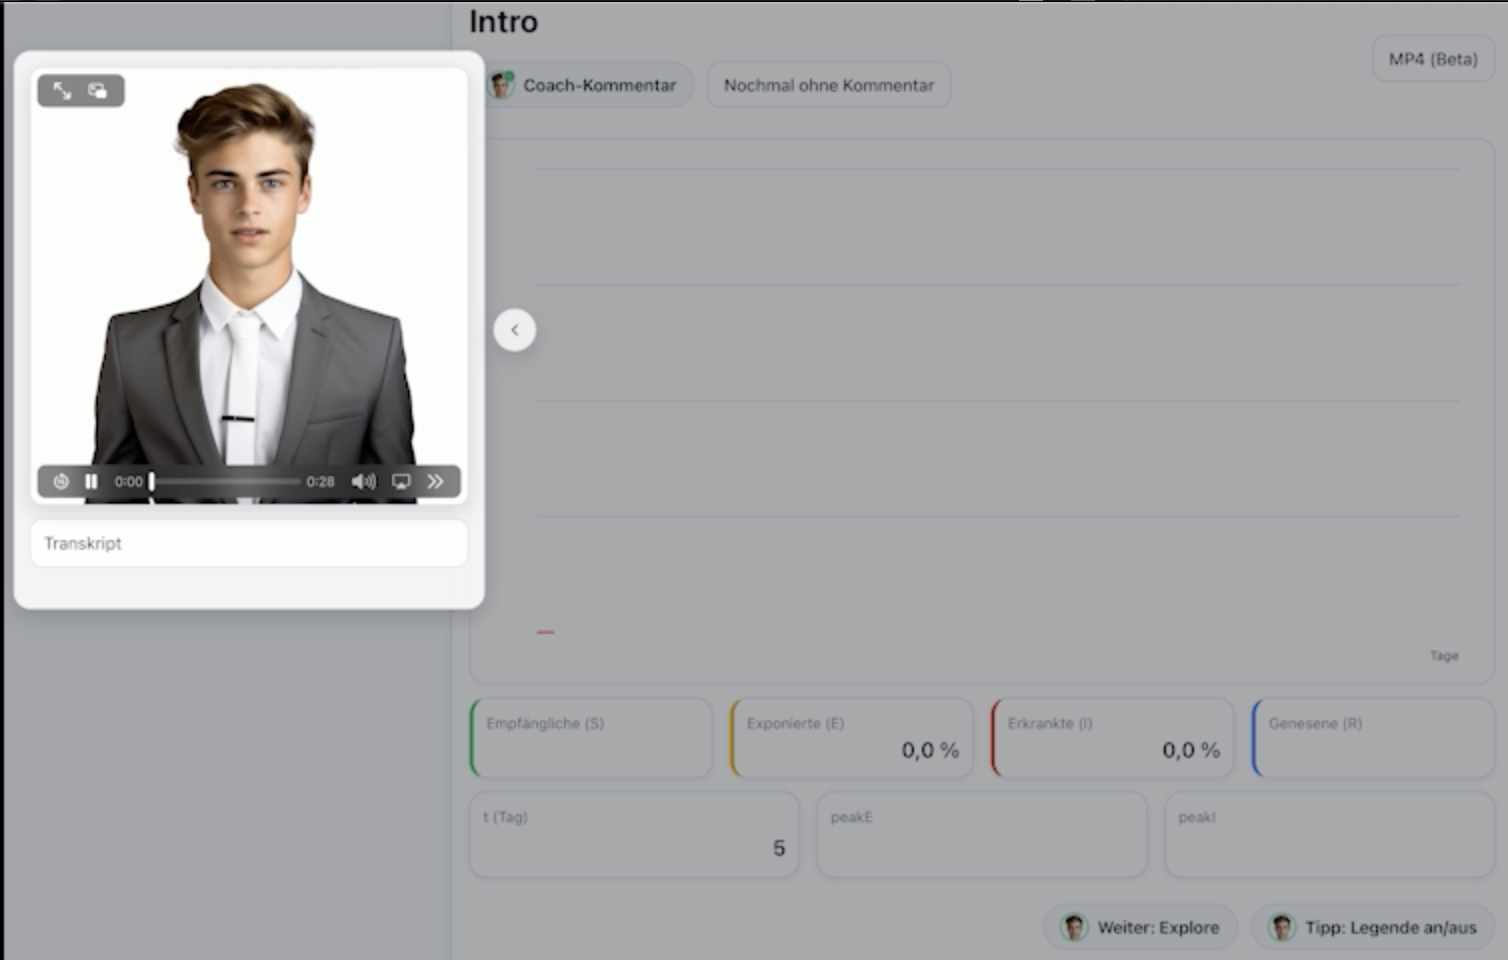 Intro
MP4 (Beta)
Coach-Kommentar
Nochmal ohne Kommentar
0:00
0:28
Transkript
Tage
Empfängliche (S)
Exponierte (E)
0,0 %
Erkrankte (I)
0,0 %
Genesene (R)
t (Tag)
5
peakE
peakI
Weiter: Explore
Tipp: Legende an/aus